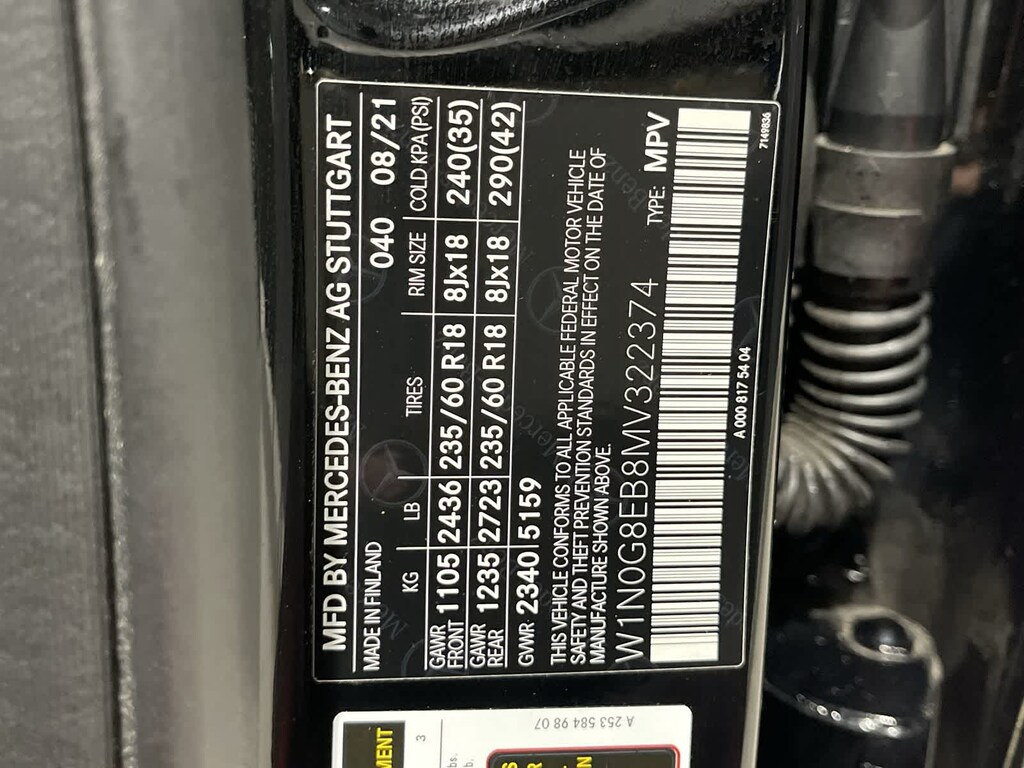 MFD BY MERCEDES-BENZ AG STUTTGART
MADE IN FINLAND 040 08/21
KG LB TIRES RIM SIZE COLD KPA (PSI)
GAWR FRONT 1105 2436 235/60 R18 8Jx18 240(35)
GAWR REAR 1235 2723 235/60 R18 8Jx18 290(42)
GWR 2340 5159
THIS VEHICLE CONFORMS TO ALL APPLICABLE FEDERAL MOTOR VEHICLE
SAFETY AND THEFT PREVENTION STANDARDS IN EFFECT ON THE DATE OF
MANUFACTURE SHOWN ABOVE.
W1N0G8EB8MV322374 TYPE: MPV
A 000 817 54 04 7149836
A 253 584 98 07
MENT
3